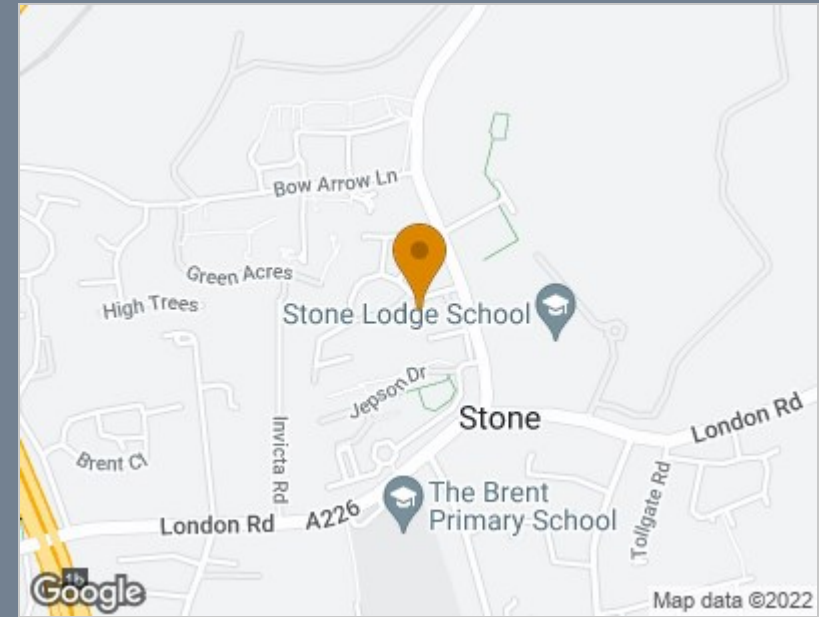 Bow Arrow Ln
Green Acres
High Trees
Stone Lodge School
Jepson Dr
Stone
London Rd
Brent Cl
Invicta Rd
The Brent
Primary School
Tollgate Rd
London Rd A226
1b
Google
Map data ©2022